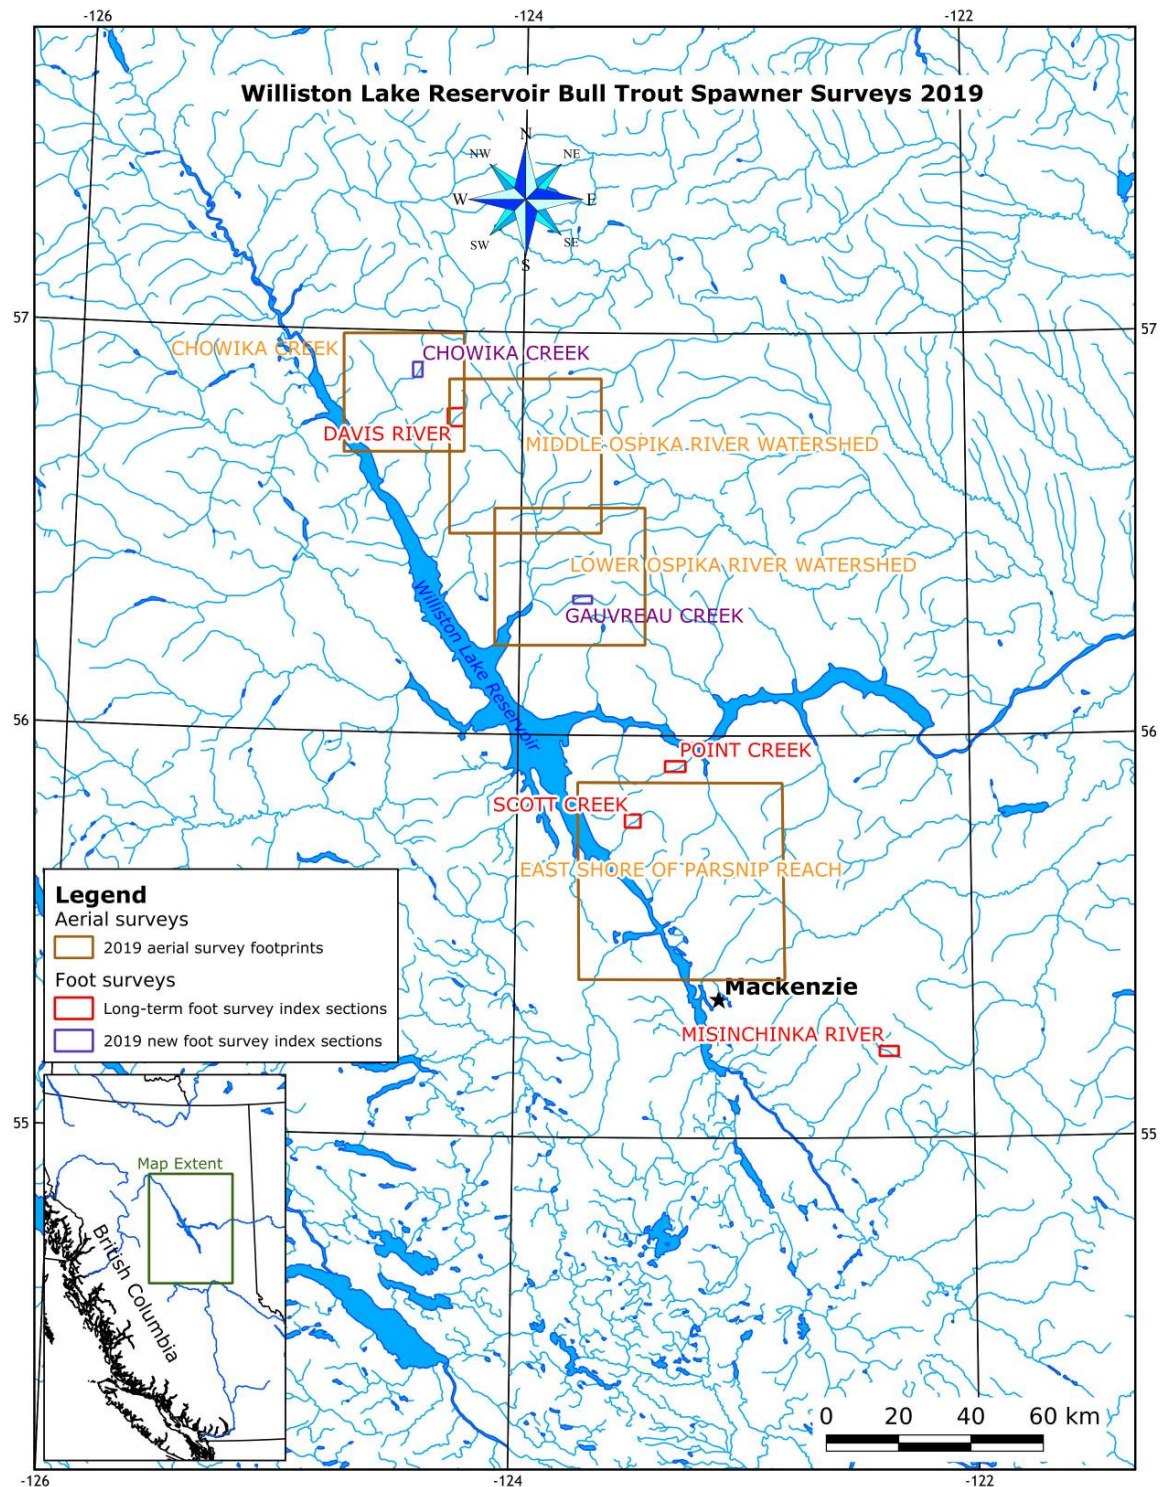 -126
-124
-122
Williston Lake Reservoir Bull Trout Spawner Surveys 2019
N
NW
NE
W
E
SW
SE
S
57
57
CHOWIKA CREEK
CHOWIKA CREEK
DAVIS RIVER
MIDDLE OSPIKA RIVER WATERSHED
LOWER OSPIKA RIVER WATERSHED
GAUVREAU CREEK
Williston Lake Reservoir
56
56
POINT CREEK
SCOTT CREEK
EAST SHORE OF PARSNIP REACH
Legend
Aerial surveys
2019 aerial survey footprints
Foot surveys
Long-term foot survey index sections
2019 new foot survey index sections
Mackenzie
MISINCHINKA RIVER
55
55
Map Extent
British Columbia
0 20 40 60 km
-126
-124
-122